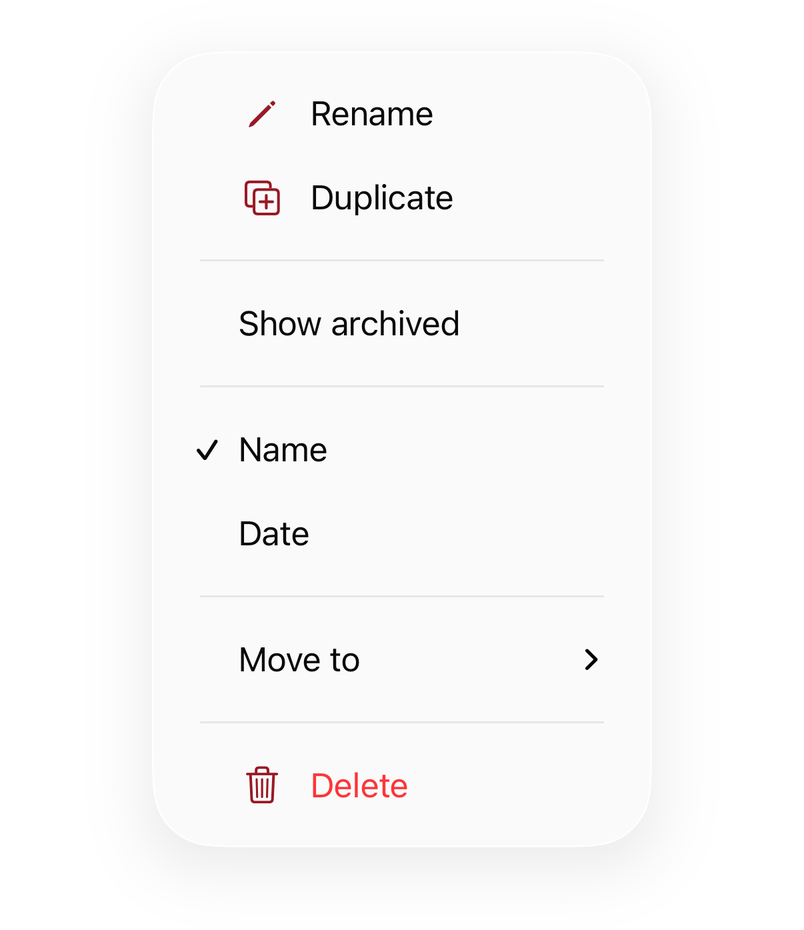 Rename
Duplicate
Show archived
Name
Date
Move to
Delete